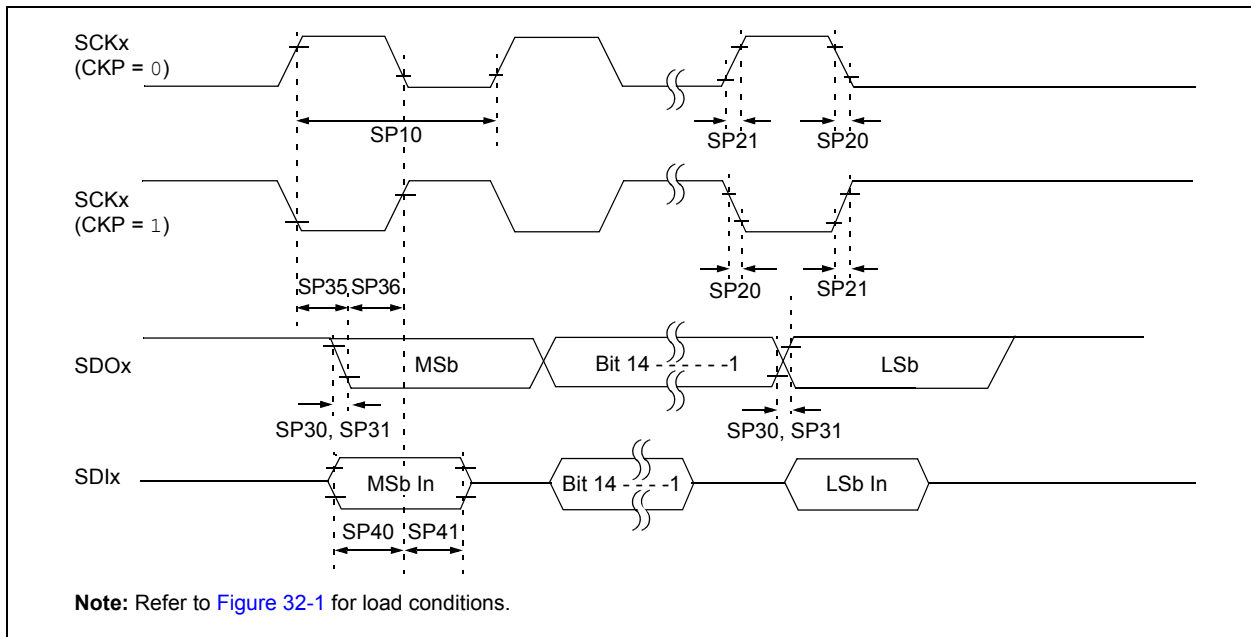 SCKx
(CKP = 0)
SP10
SP21
SP20
SCKx
(CKP = 1)
SP35
SP36
SP20
SP21
SDOx
MSb
Bit 14 - - - - - -1
LSb
SP30, SP31
SP30, SP31
SDIx
MSb In
Bit 14 - - - - -1
LSb In
SP40
SP41
Note: Refer to Figure 32-1 for load conditions.